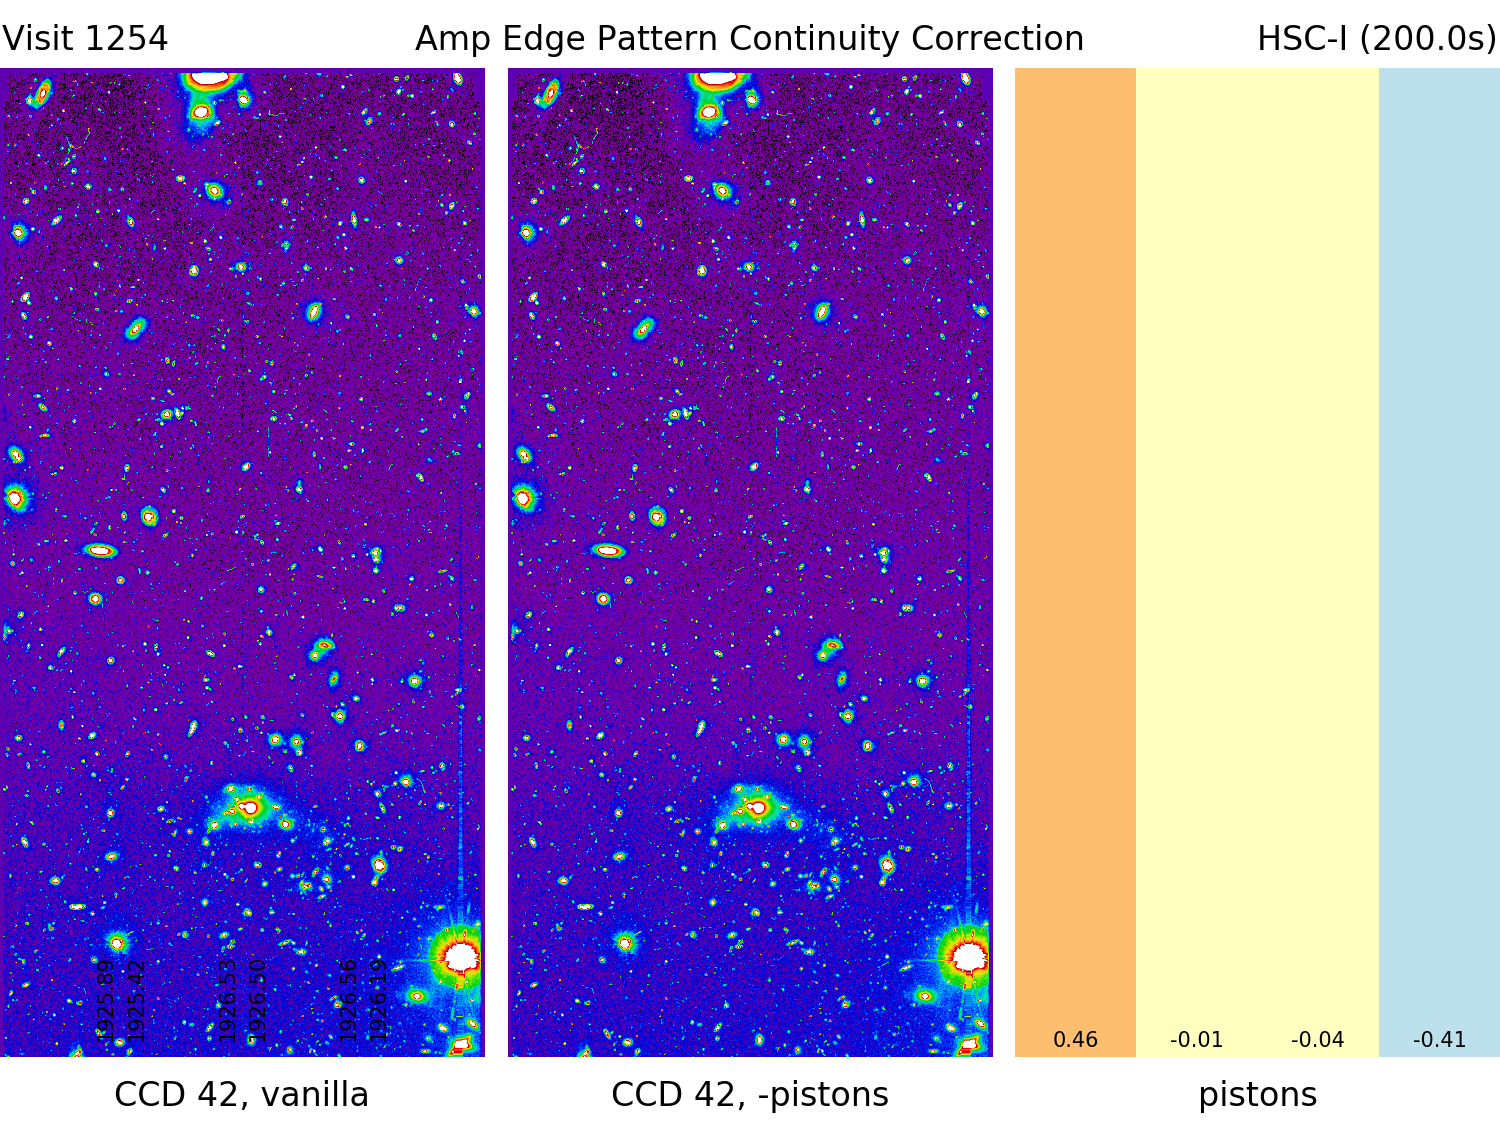 Visit 1254
Amp Edge Pattern Continuity Correction
HSC-I (200.0s)
1925.89
1925.42
1926.53
1926.50
1926.56
1926.19
0.46
-0.01
-0.04
-0.41
CCD 42, vanilla
CCD 42, -pistons
pistons